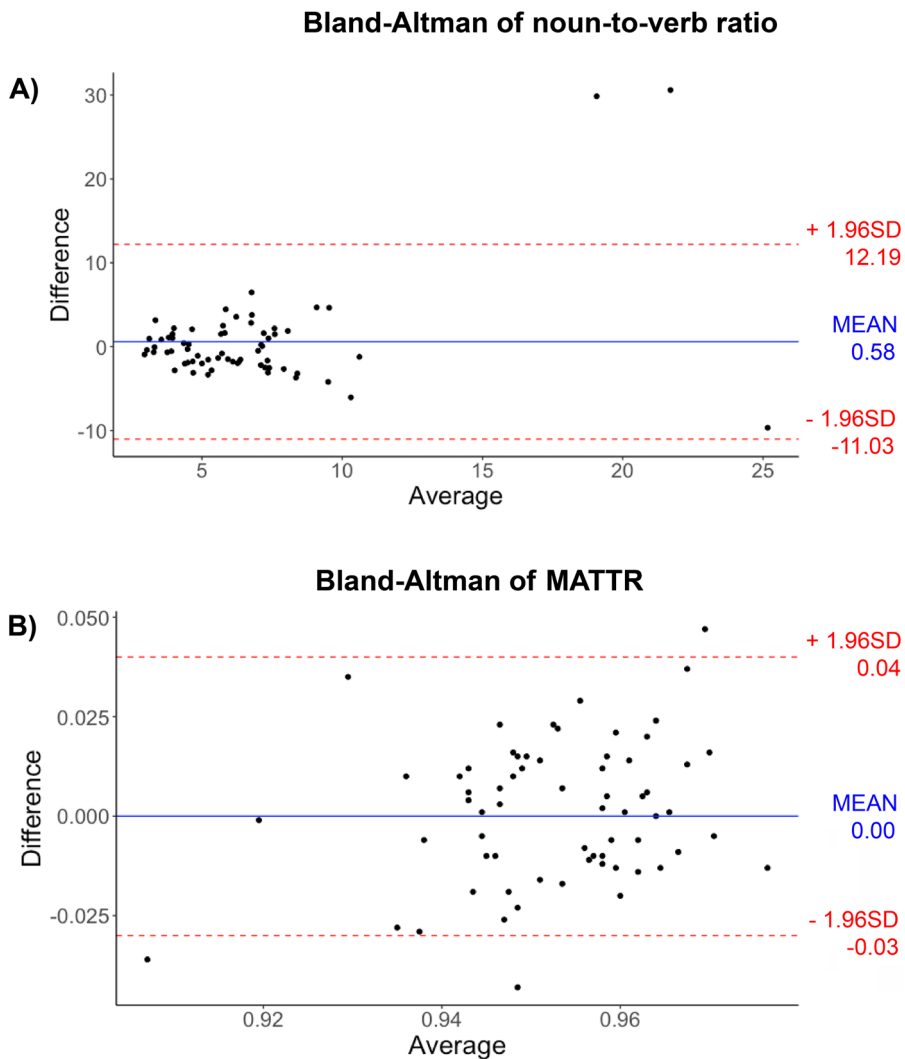 Bland-Altman of noun-to-verb ratio
A)
30
20
10
0
-10
Difference
5
10
15
20
25
Average
+ 1.96SD
12.19
MEAN
0.58
- 1.96SD
-11.03
Bland-Altman of MATTR
B)
0.050
0.025
0.000
-0.025
Difference
0.92
0.94
0.96
Average
+ 1.96SD
0.04
MEAN
0.00
- 1.96SD
-0.03